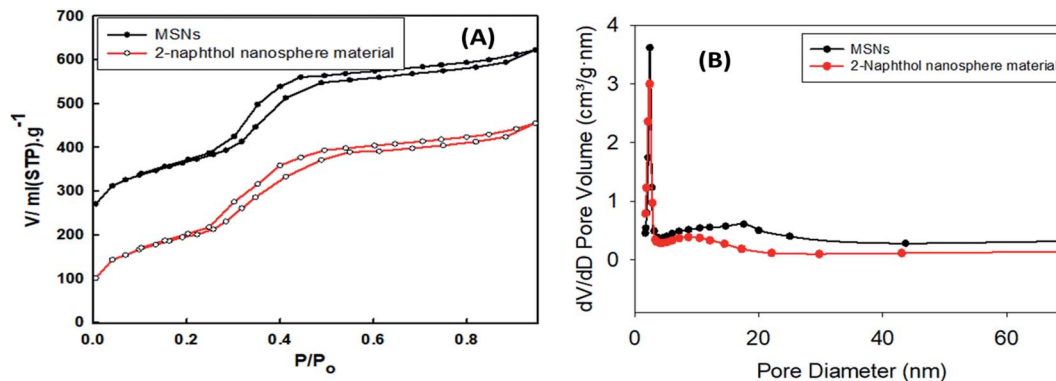 700
600
500
400
300
200
100
0
V/ ml(STP).g-1
MSNs
2-naphthol nanosphere material
(A)
0.0 0.2 0.4 0.6 0.8
P/Po
4
3
2
1
0
dV/dD Pore Volume (cm³/g·nm)
MSNs
2-Naphthol nanosphere material
(B)
0 20 40 60
Pore Diameter (nm)